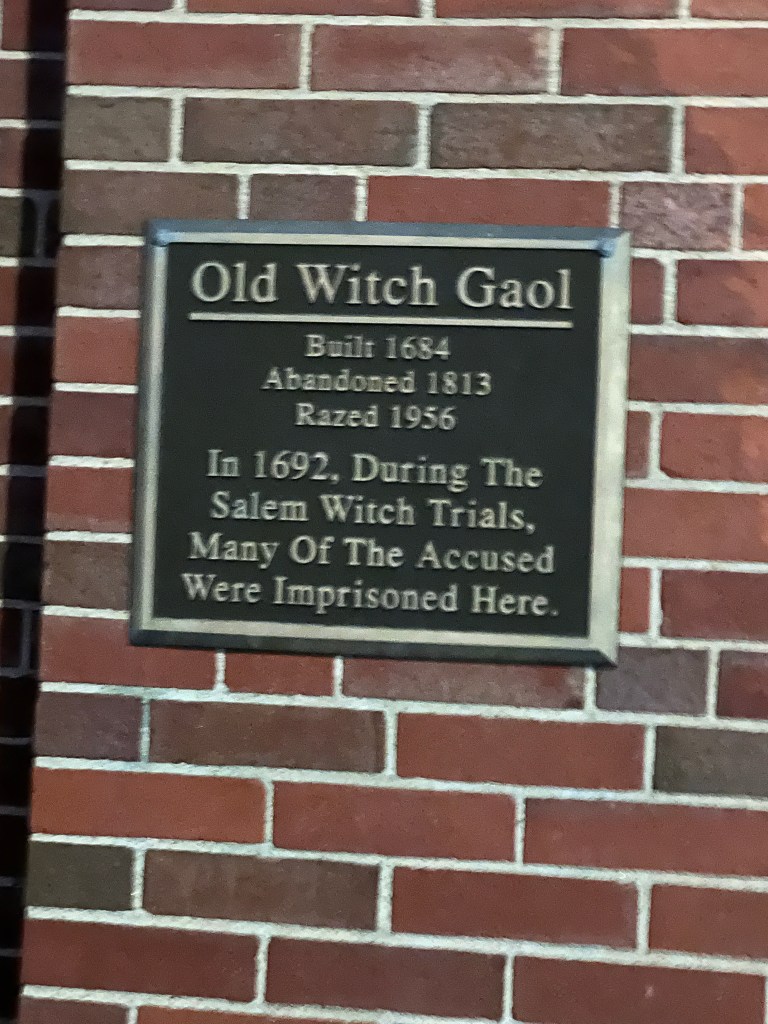 Old Witch Gaol
Built 1684
Abandoned 1813
Razed 1956
In 1692, During The
Salem Witch Trials,
Many Of The Accused
Were Imprisoned Here.